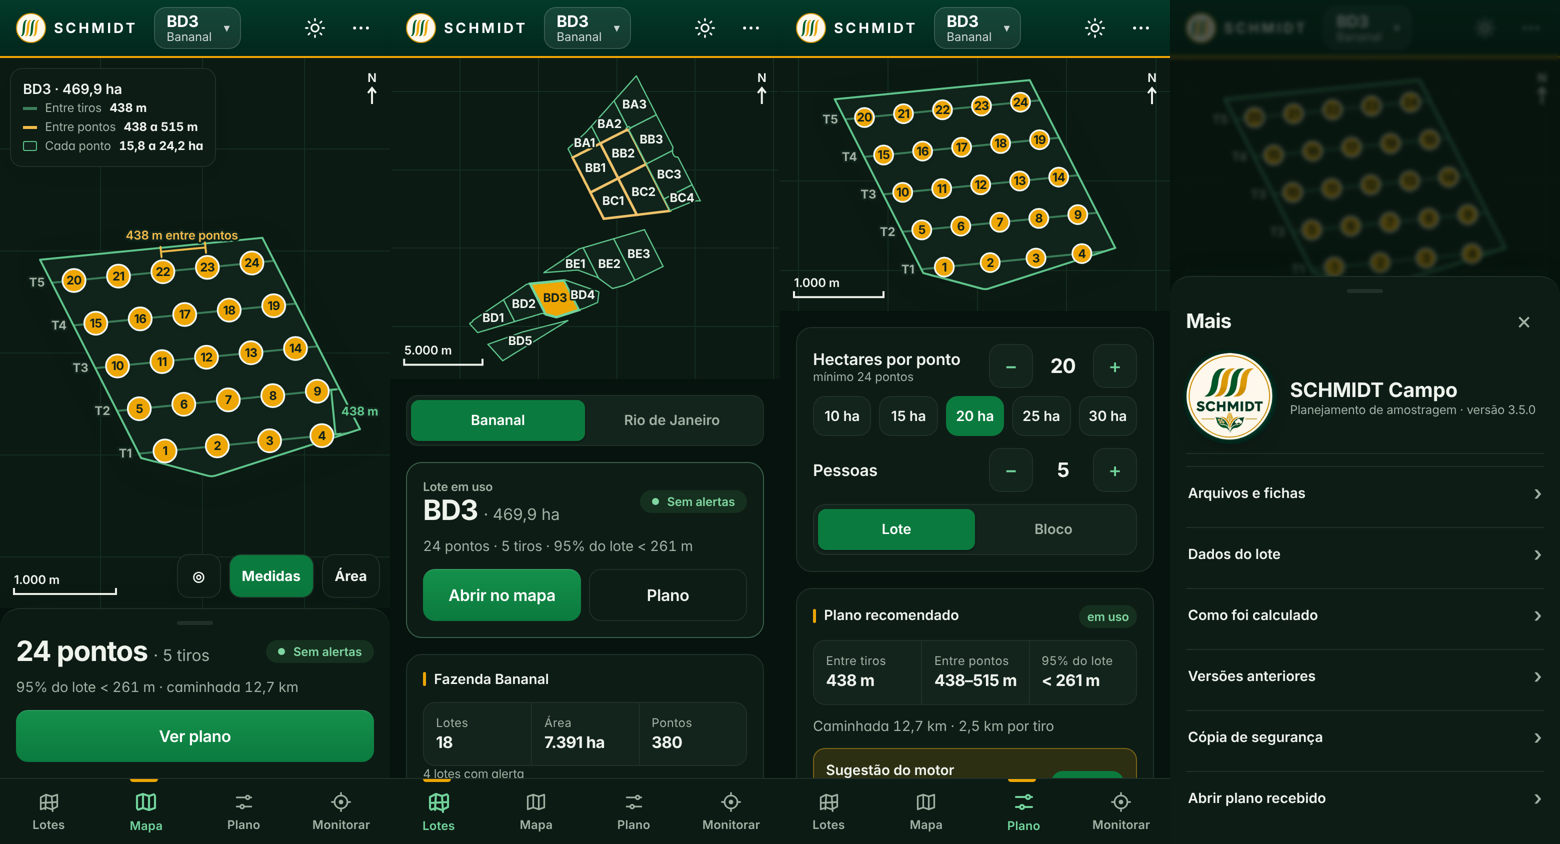 SCHMIDT
BD3
Bananal
BD3 · 469,9 ha
Entre tiros 438 m
Entre pontos 438 a 515 m
Cada ponto 15,8 a 24,2 ha
N
438 m entre pontos
T5 20 21 22 23 24
T4 15 16 17 18 19
T3 10 11 12 13 14
T2 5 6 7 8 9
438 m
T1 1 2 3 4
1.000 m
Medidas
Área
24 pontos · 5 tiros
Sem alertas
95% do lote < 261 m · caminhada 12,7 km
Ver plano
Lotes
Mapa
Plano
Monitorar
SCHMIDT
BD3
Bananal
N
BA3
BA2
BA1
BB3
BB2
BB1
BC3
BC2
BC4
BC1
BE3
BE1
BE2
BD3
BD4
BD2
BD1
BD5
5.000 m
Bananal
Rio de Janeiro
Lote em uso
BD3 · 469,9 ha
Sem alertas
24 pontos · 5 tiros · 95% do lote < 261 m
Abrir no mapa
Plano
Fazenda Bananal
Lotes
18
Área
7.391 ha
Pontos
380
4 lotes com alerta
Lotes
Mapa
Plano
Monitorar
SCHMIDT
BD3
Bananal
N
T5 20 21 22 23 24
T4 15 16 17 18 19
T3 10 11 12 13 14
T2 5 6 7 8 9
T1 1 2 3 4
1.000 m
Hectares por ponto
mínimo 24 pontos
− 20 +
10 ha
15 ha
20 ha
25 ha
30 ha
Pessoas
− 5 +
Lote
Bloco
Plano recomendado
em uso
Entre tiros
438 m
Entre pontos
438–515 m
95% do lote
< 261 m
Caminhada 12,7 km · 2,5 km por tiro
Sugestão do motor
Lotes
Mapa
Plano
Monitorar
Mais
SCHMIDT
SCHMIDT Campo
Planejamento de amostragem · versão 3.5.0
Arquivos e fichas
Dados do lote
Como foi calculado
Versões anteriores
Cópia de segurança
Abrir plano recebido